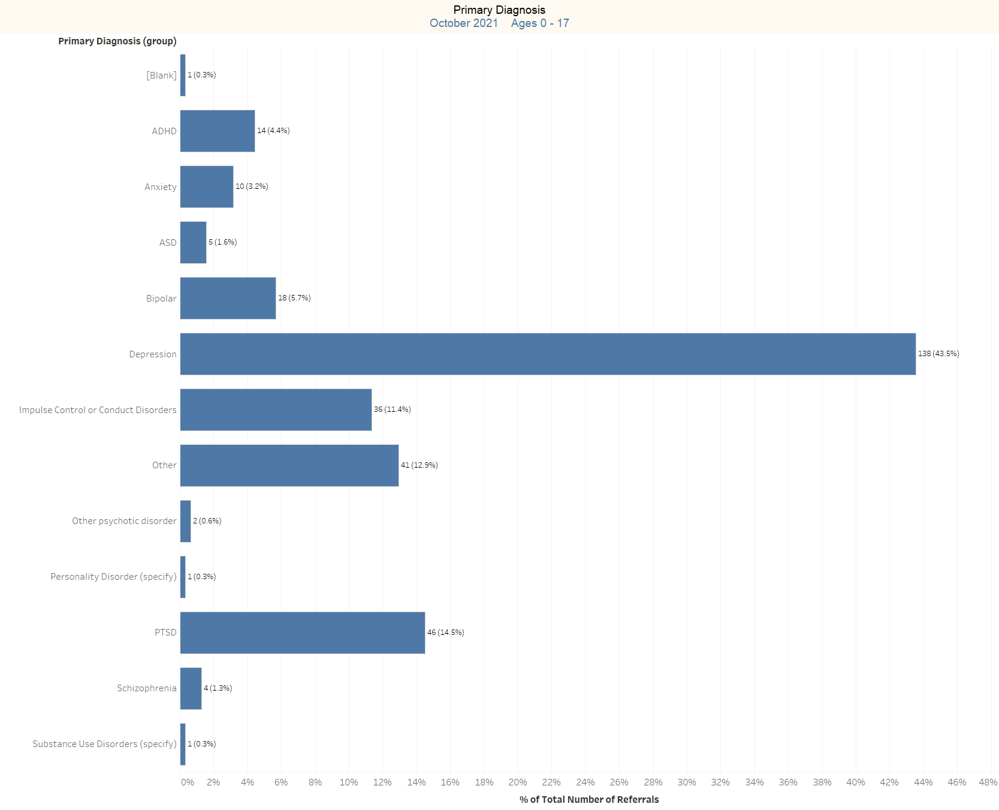 Primary Diagnosis
October 2021 Ages 0 - 17
Primary Diagnosis (group)
[Blank] 1 (0.3%)
ADHD 14 (4.4%)
Anxiety 10 (3.2%)
ASD 5 (1.6%)
Bipolar 18 (5.7%)
Depression 138 (43.5%)
Impulse Control or Conduct Disorders 36 (11.4%)
Other 41 (12.9%)
Other psychotic disorder 2 (0.6%)
Personality Disorder (specify) 1 (0.3%)
PTSD 46 (14.5%)
Schizophrenia 4 (1.3%)
Substance Use Disorders (specify) 1 (0.3%)
0% 2% 4% 6% 8% 10% 12% 14% 16% 18% 20% 22% 24% 26% 28% 30% 32% 34% 36% 38% 40% 42% 44% 46% 48%
% of Total Number of Referrals